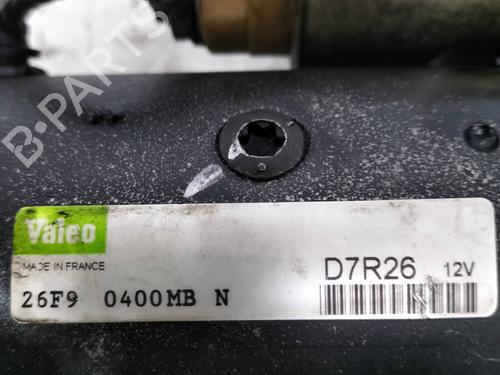 B-PARTS
Valeo
MADE IN FRANCE
D7R26 12V
26F9 0400MB N